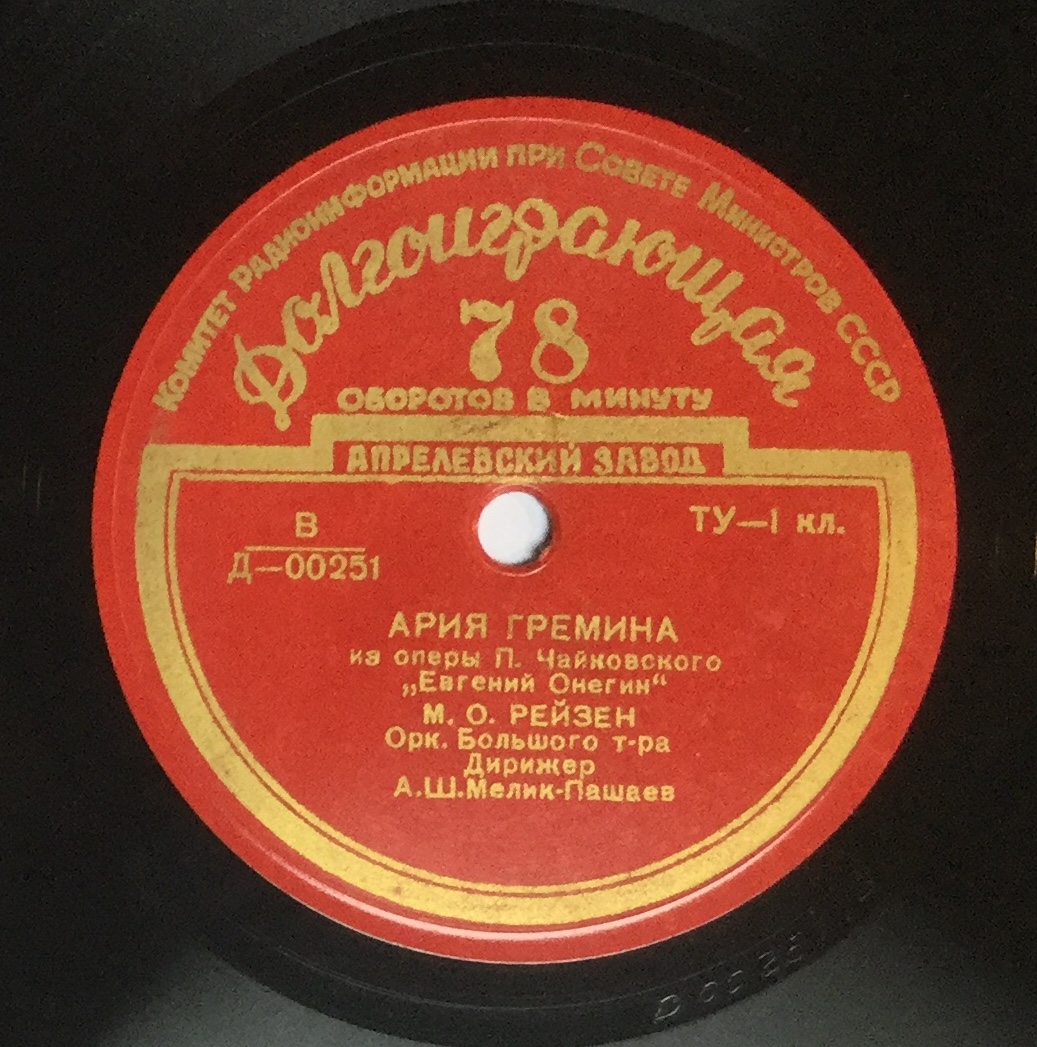 Комитет Радиоинформации при Совете Министров СССР
Долгоиграющая
78
ОБОРОТОВ В МИНУТУ
АПРЕЛЕВСКИЙ ЗАВОД
В
Д—00251
ТУ—I кл.
АРИЯ ГРЕМИНА
из оперы П. Чайковского
„Евгений Онегин“
М. О. РЕЙЗЕН
Орк. Большого т-ра
Дирижер
А.Ш.Мелик-Пашаев